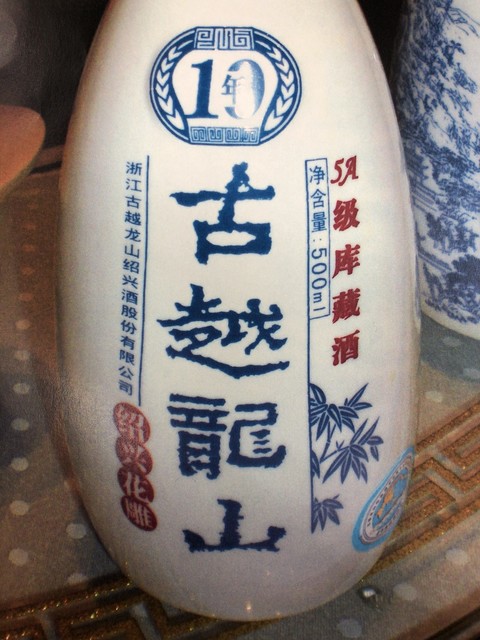 10年
5A级库藏酒
净含量:500ml
古越龍山
浙江古越龙山绍兴酒股份有限公司
绍兴花雕